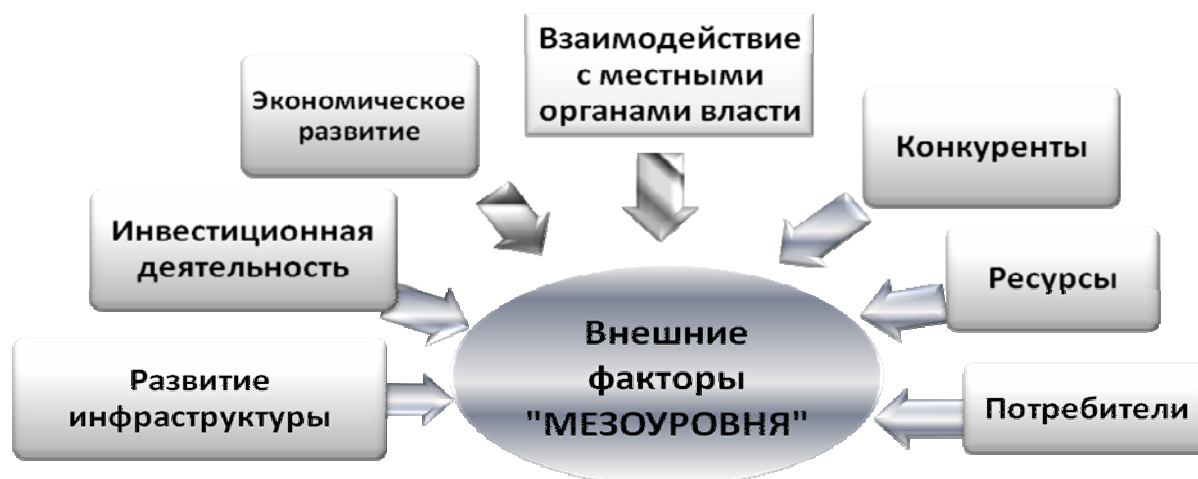 Взаимодействие
с местными
органами власти
Экономическое
развитие
Конкуренты
Инвестиционная
деятельность
Ресурсы
Развитие
инфраструктуры
Внешние
факторы
"МЕЗОУРОВНЯ"
Потребители